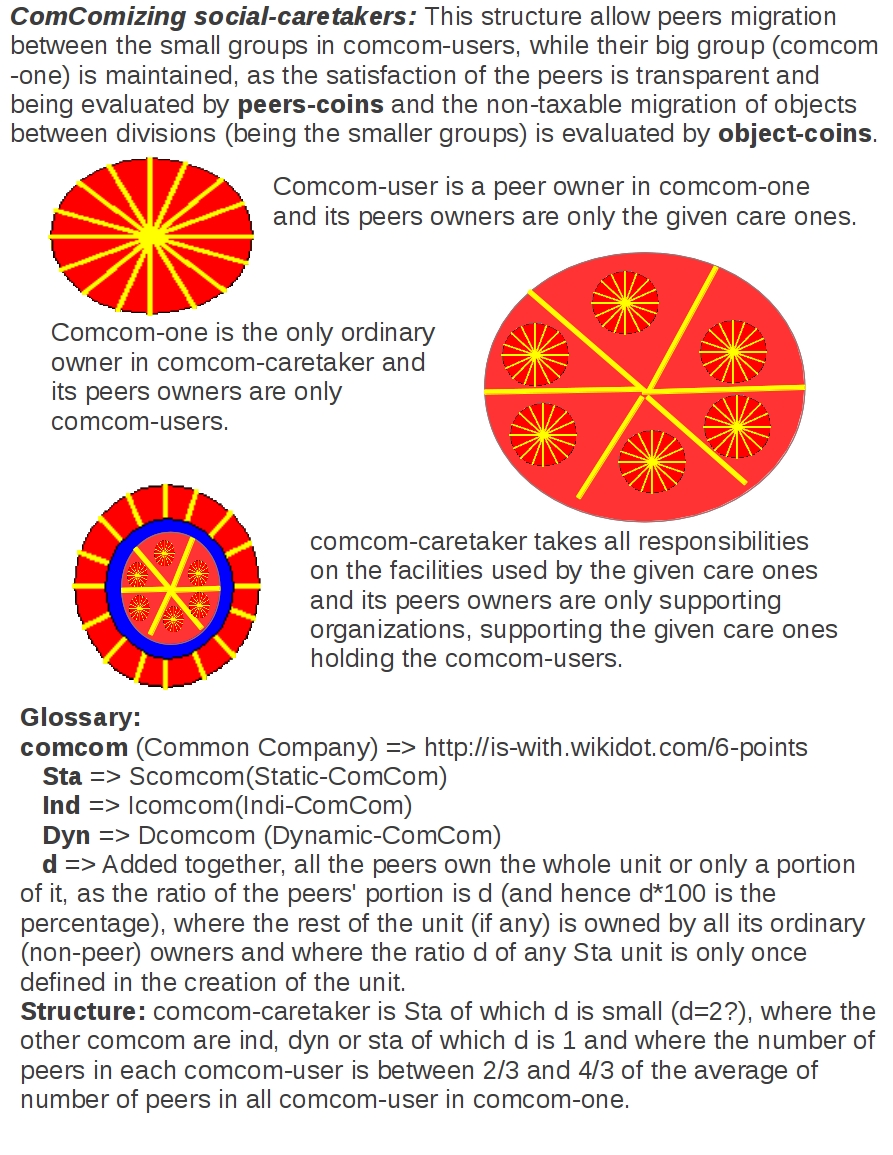 ComComizing social-caretakers: This structure allow peers migration
between the small groups in comcom-users, while their big group (comcom
-one) is maintained, as the satisfaction of the peers is transparent and
being evaluated by peers-coins and the non-taxable migration of objects
between divisions (being the smaller groups) is evaluated by object-coins.
Comcom-user is a peer owner in comcom-one
and its peers owners are only the given care ones.
Comcom-one is the only ordinary
owner in comcom-caretaker and
its peers owners are only
comcom-users.
comcom-caretaker takes all responsibilities
on the facilities used by the given care ones
and its peers owners are only supporting
organizations, supporting the given care ones
holding the comcom-users.
Glossary:
comcom (Common Company) => http://is-with.wikidot.com/6-points
Sta => Scomcom(Static-ComCom)
Ind => Icomcom(Indi-ComCom)
Dyn => Dcomcom (Dynamic-ComCom)
d => Added together, all the peers own the whole unit or only a portion
of it, as the ratio of the peers' portion is d (and hence d*100 is the
percentage), where the rest of the unit (if any) is owned by all its ordinary
(non-peer) owners and where the ratio d of any Sta unit is only once
defined in the creation of the unit.
Structure: comcom-caretaker is Sta of which d is small (d=2?), where the
other comcom are ind, dyn or sta of which d is 1 and where the number of
peers in each comcom-user is between 2/3 and 4/3 of the average of
number of peers in all comcom-user in comcom-one.